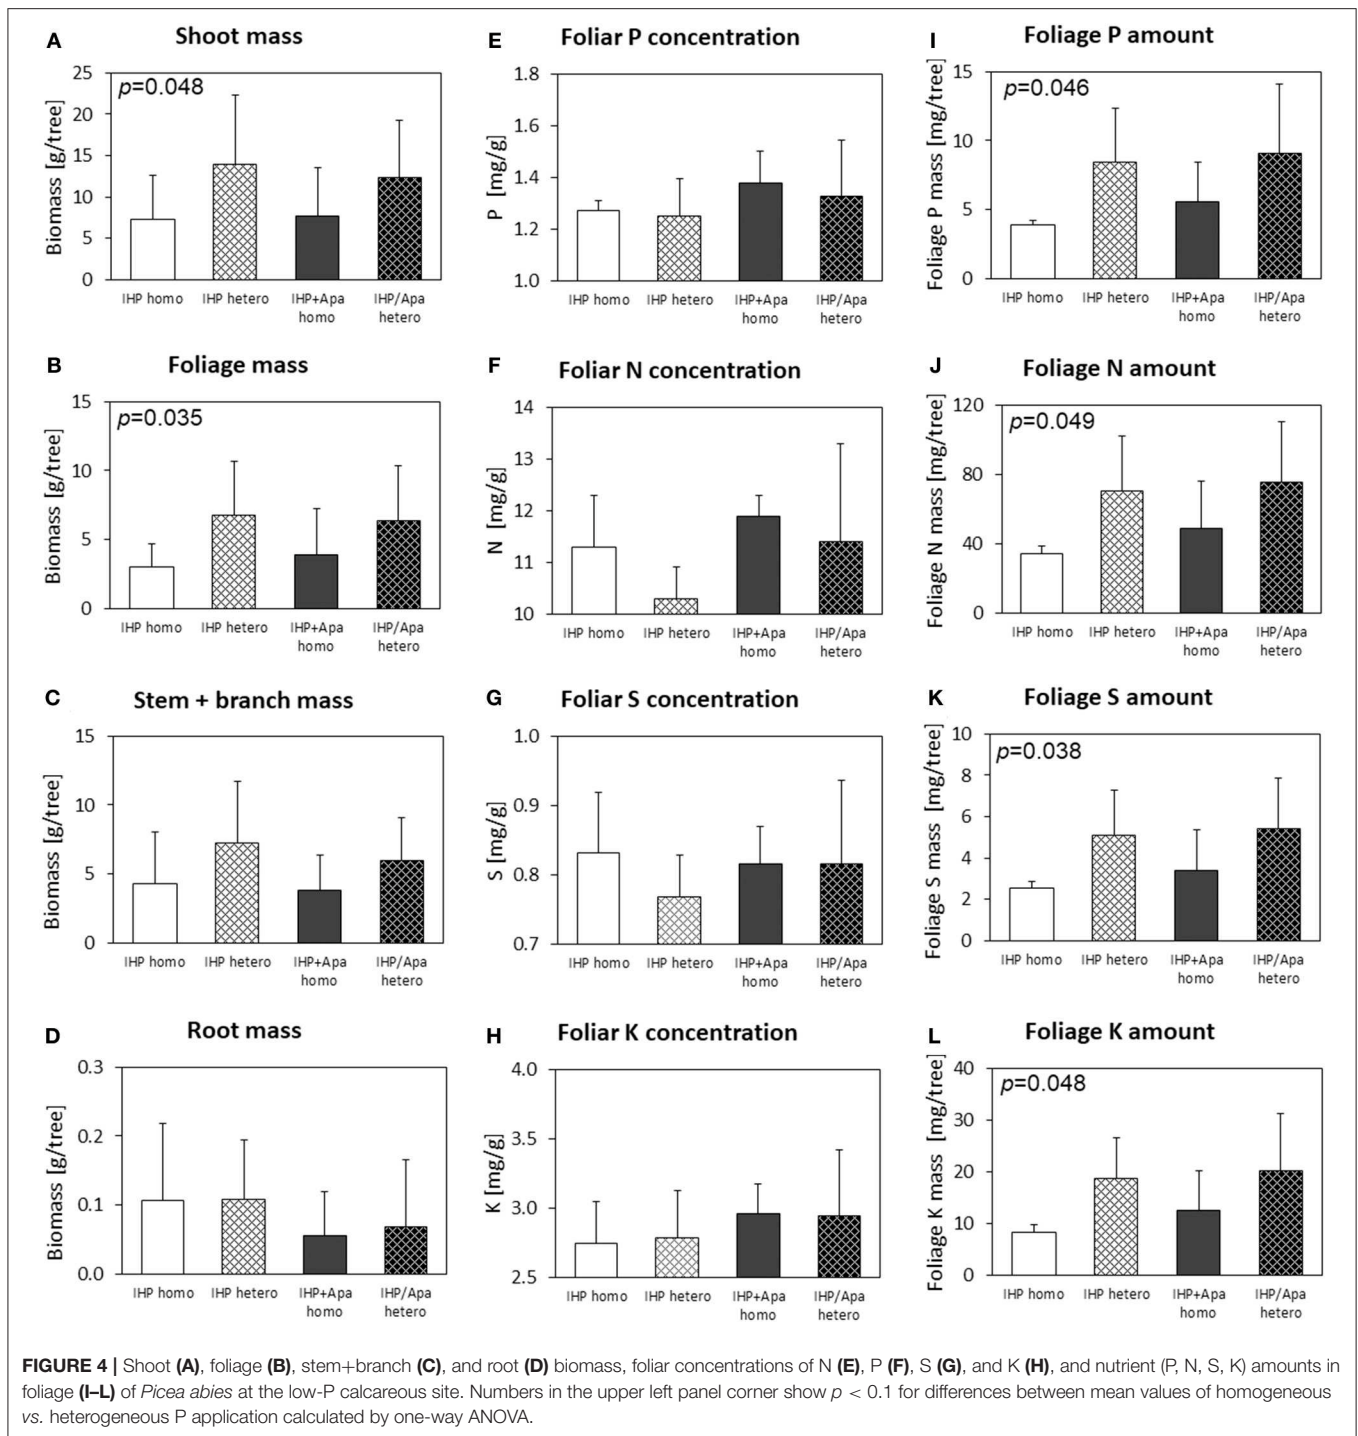 A Shoot mass
Biomass [g/tree]
p=0.048
25
20
15
10
5
0
IHP homo IHP hetero IHP+Apa homo IHP/Apa hetero
B Foliage mass
Biomass [g/tree]
p=0.035
15
10
5
0
IHP homo IHP hetero IHP+Apa homo IHP/Apa hetero
C Stem + branch mass
Biomass [g/tree]
15
10
5
0
IHP homo IHP hetero IHP+Apa homo IHP/Apa hetero
D Root mass
Biomass [g/tree]
0.3
0.2
0.1
0.0
IHP homo IHP hetero IHP+Apa homo IHP/Apa hetero
E Foliar P concentration
P [mg/g]
1.8
1.6
1.4
1.2
1.0
IHP homo IHP hetero IHP+Apa homo IHP/Apa hetero
F Foliar N concentration
N [mg/g]
14
13
12
11
10
IHP homo IHP hetero IHP+Apa homo IHP/Apa hetero
G Foliar S concentration
S [mg/g]
1.0
0.9
0.8
0.7
IHP homo IHP hetero IHP+Apa homo IHP/Apa hetero
H Foliar K concentration
K [mg/g]
4.0
3.5
3.0
2.5
IHP homo IHP hetero IHP+Apa homo IHP/Apa hetero
I Foliage P amount
Foliage P mass [mg/tree]
p=0.046
15
10
5
0
IHP homo IHP hetero IHP+Apa homo IHP/Apa hetero
J Foliage N amount
Foliage N mass [mg/tree]
p=0.049
120
80
40
0
IHP homo IHP hetero IHP+Apa homo IHP/Apa hetero
K Foliage S amount
Foliage S mass [mg/tree]
p=0.038
10
8
6
4
2
0
IHP homo IHP hetero IHP+Apa homo IHP/Apa hetero
L Foliage K amount
Foliage K mass [mg/tree]
p=0.048
40
30
20
10
0
IHP homo IHP hetero IHP+Apa homo IHP/Apa hetero
FIGURE 4 | Shoot (A), foliage (B), stem+branch (C), and root (D) biomass, foliar concentrations of N (E), P (F), S (G), and K (H), and nutrient (P, N, S, K) amounts in
foliage (I–L) of Picea abies at the low-P calcareous site. Numbers in the upper left panel corner show p < 0.1 for differences between mean values of homogeneous
vs. heterogeneous P application calculated by one-way ANOVA.